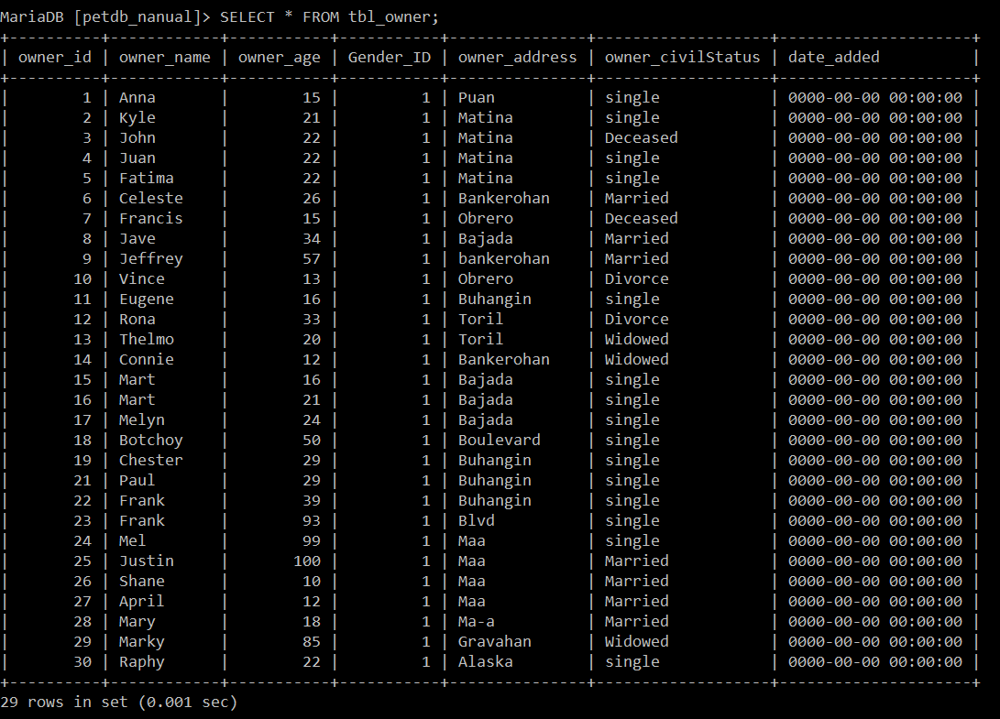 MariaDB [petdb_nanual]> SELECT * FROM tbl_owner;
+----------+------------+-----------+-----------+---------------+-------------------+---------------------+
| owner_id | owner_name | owner_age | Gender_ID | owner_address | owner_civilStatus | date_added          |
+----------+------------+-----------+-----------+---------------+-------------------+---------------------+
|        1 | Anna       |        15 |         1 | Puan          | single            | 0000-00-00 00:00:00 |
|        2 | Kyle       |        21 |         1 | Matina        | single            | 0000-00-00 00:00:00 |
|        3 | John       |        22 |         1 | Matina        | Deceased          | 0000-00-00 00:00:00 |
|        4 | Juan       |        22 |         1 | Matina        | single            | 0000-00-00 00:00:00 |
|        5 | Fatima     |        22 |         1 | Matina        | single            | 0000-00-00 00:00:00 |
|        6 | Celeste    |        26 |         1 | Bankerohan    | Married           | 0000-00-00 00:00:00 |
|        7 | Francis    |        15 |         1 | Obrero        | Deceased          | 0000-00-00 00:00:00 |
|        8 | Jave       |        34 |         1 | Bajada        | Married           | 0000-00-00 00:00:00 |
|        9 | Jeffrey    |        57 |         1 | bankerohan    | Married           | 0000-00-00 00:00:00 |
|       10 | Vince      |        13 |         1 | Obrero        | Divorce           | 0000-00-00 00:00:00 |
|       11 | Eugene     |        16 |         1 | Buhangin      | single            | 0000-00-00 00:00:00 |
|       12 | Rona       |        33 |         1 | Toril         | Divorce           | 0000-00-00 00:00:00 |
|       13 | Thelmo     |        20 |         1 | Toril         | Widowed           | 0000-00-00 00:00:00 |
|       14 | Connie     |        12 |         1 | Bankerohan    | Widowed           | 0000-00-00 00:00:00 |
|       15 | Mart       |        16 |         1 | Bajada        | single            | 0000-00-00 00:00:00 |
|       16 | Mart       |        21 |         1 | Bajada        | single            | 0000-00-00 00:00:00 |
|       17 | Melyn      |        24 |         1 | Bajada        | single            | 0000-00-00 00:00:00 |
|       18 | Botchoy    |        50 |         1 | Boulevard     | single            | 0000-00-00 00:00:00 |
|       19 | Chester    |        29 |         1 | Buhangin      | single            | 0000-00-00 00:00:00 |
|       21 | Paul       |        29 |         1 | Buhangin      | single            | 0000-00-00 00:00:00 |
|       22 | Frank      |        39 |         1 | Buhangin      | single            | 0000-00-00 00:00:00 |
|       23 | Frank      |        93 |         1 | Blvd          | single            | 0000-00-00 00:00:00 |
|       24 | Mel        |        99 |         1 | Maa           | single            | 0000-00-00 00:00:00 |
|       25 | Justin     |       100 |         1 | Maa           | Married           | 0000-00-00 00:00:00 |
|       26 | Shane      |        10 |         1 | Maa           | Married           | 0000-00-00 00:00:00 |
|       27 | April      |        12 |         1 | Maa           | Married           | 0000-00-00 00:00:00 |
|       28 | Mary       |        18 |         1 | Ma-a          | Married           | 0000-00-00 00:00:00 |
|       29 | Marky      |        85 |         1 | Gravahan      | Widowed           | 0000-00-00 00:00:00 |
|       30 | Raphy      |        22 |         1 | Alaska        | single            | 0000-00-00 00:00:00 |
+----------+------------+-----------+-----------+---------------+-------------------+---------------------+
29 rows in set (0.001 sec)